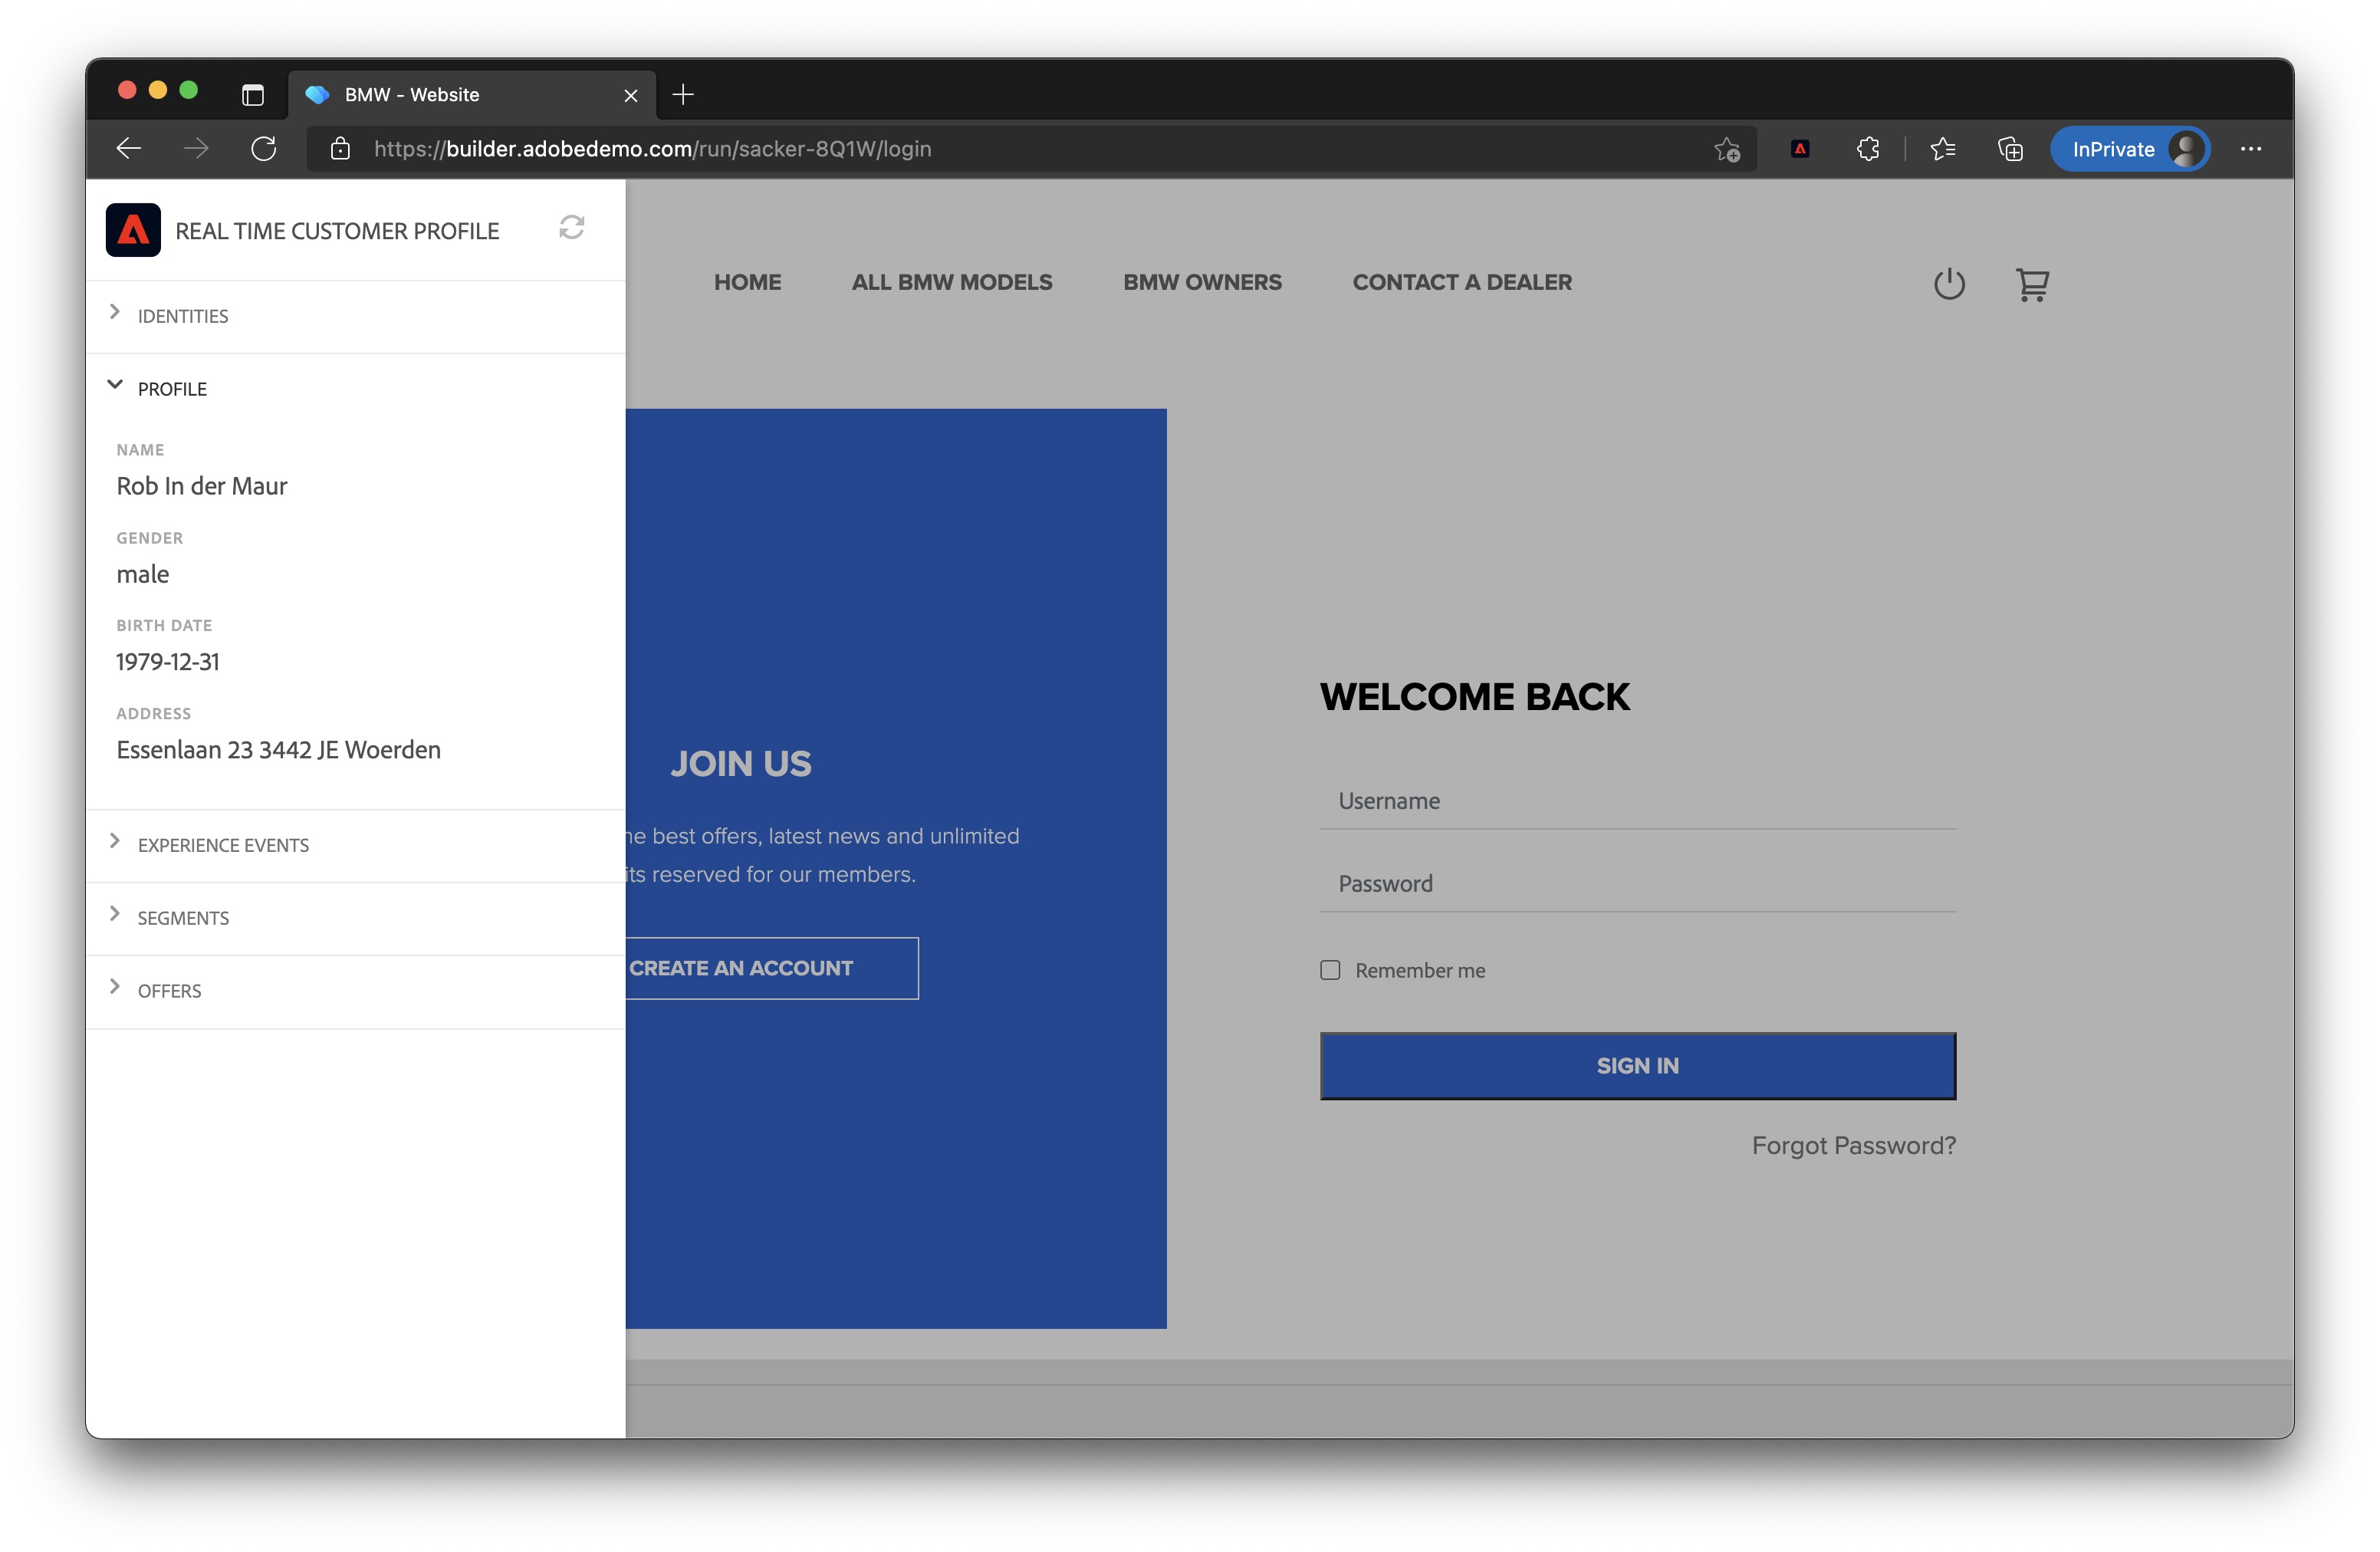 BMW - Website
https://builder.adobedemo.com/run/sacker-8Q1W/login
InPrivate
REAL TIME CUSTOMER PROFILE
IDENTITIES
PROFILE
NAME
Rob In der Maur
GENDER
male
BIRTH DATE
1979-12-31
ADDRESS
Essenlaan 23 3442 JE Woerden
EXPERIENCE EVENTS
SEGMENTS
OFFERS
HOME
ALL BMW MODELS
BMW OWNERS
CONTACT A DEALER
JOIN US
best offers, latest news and unlimited
reserved for our members.
CREATE AN ACCOUNT
WELCOME BACK
Username
Password
Remember me
SIGN IN
Forgot Password?